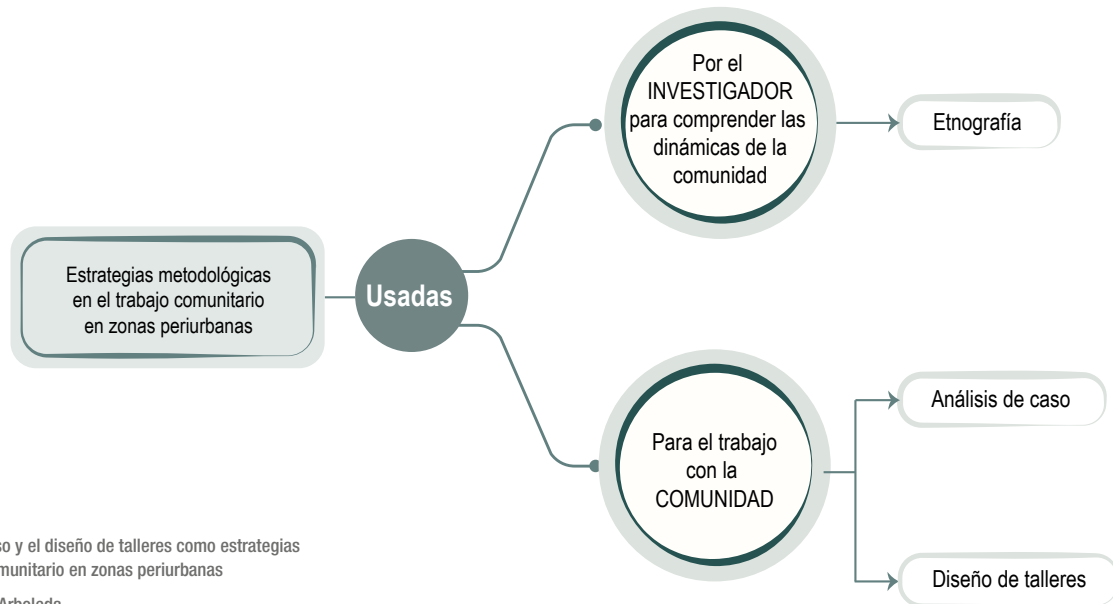 Por el
INVESTIGADOR
para comprender las
dinámicas de la
comunidad
Etnografía
Estrategias metodológicas
en el trabajo comunitario
en zonas periurbanas
Usadas
Para el trabajo
con la
COMUNIDAD
Análisis de caso
Diseño de talleres
y el diseño de talleres como estrategias
en zonas periurbanas